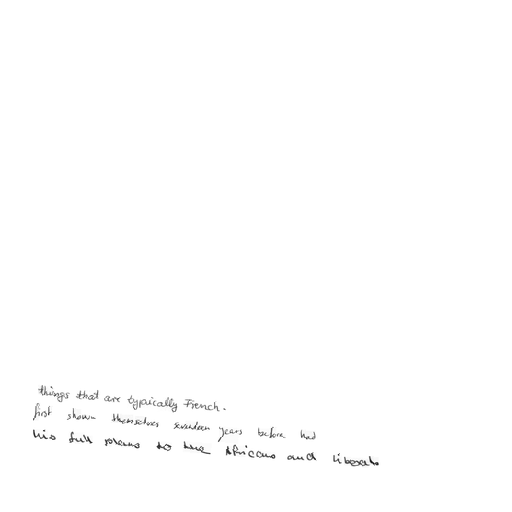 things that are typically French.
first shown themselves seventeen years before had
his full plans to the Africans and liberals